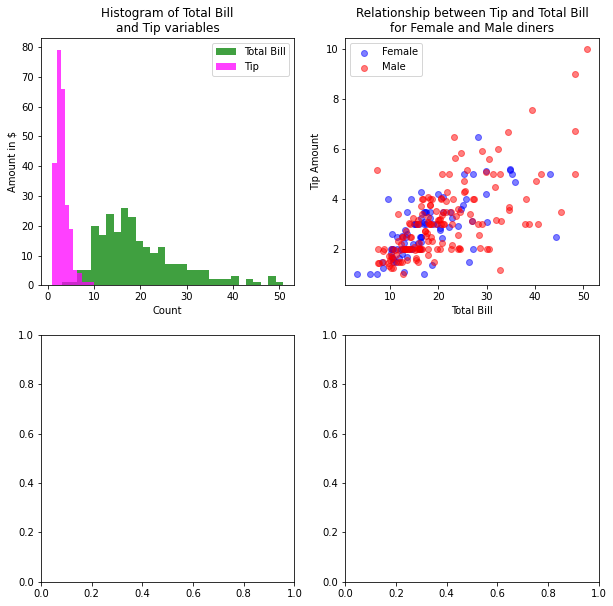 Histogram of Total Bill
and Tip variables
Amount in $
80
70
60
50
40
30
20
10
0
Total Bill
Tip
0 10 20 30 40 50
Count
Relationship between Tip and Total Bill
for Female and Male diners
Tip Amount
10
8
6
4
2
Female
Male
10 20 30 40 50
Total Bill
1.0
0.8
0.6
0.4
0.2
0.0
0.0 0.2 0.4 0.6 0.8 1.0
1.0
0.8
0.6
0.4
0.2
0.0
0.0 0.2 0.4 0.6 0.8 1.0